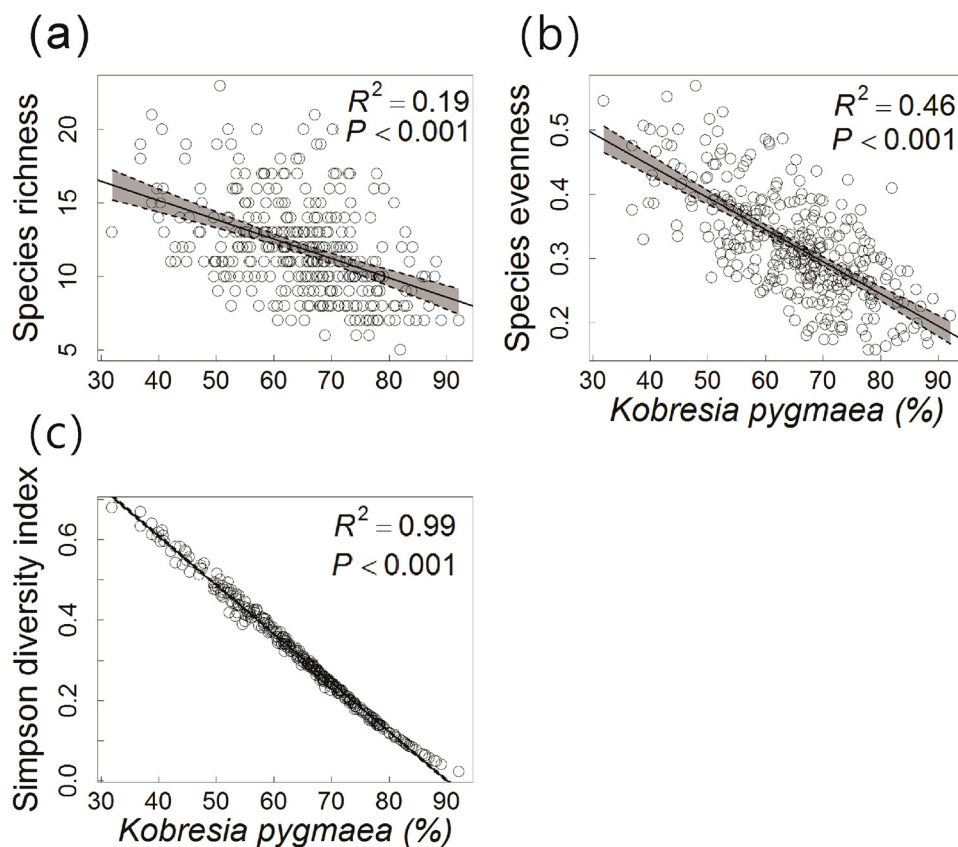 (a)
R² = 0.19
P < 0.001
Species richness
20
15
10
5
30 40 50 60 70 80 90
(b)
R² = 0.46
P < 0.001
Species evenness
0.5
0.4
0.3
0.2
30 40 50 60 70 80 90
Kobresia pygmaea (%)
(c)
R² = 0.99
P < 0.001
Simpson diversity index
0.6
0.4
0.2
0.0
30 40 50 60 70 80 90
Kobresia pygmaea (%)